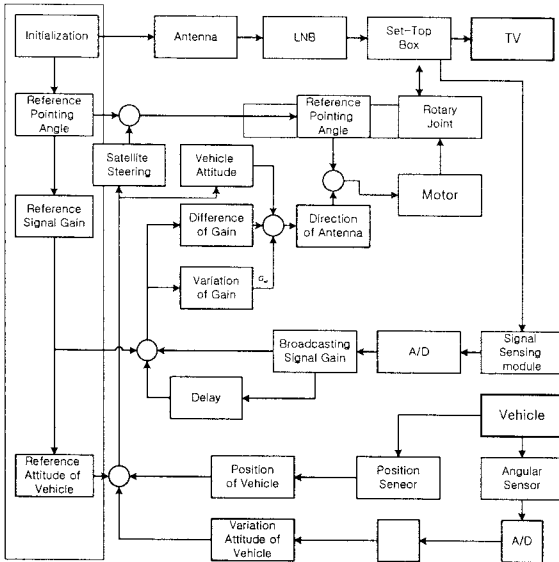 Initialization
Antenna
LNB
Set-Top
Box
TV
Reference
Pointing
Angle
Reference
Pointing
Angle
Rotary
Joint
Satellite
Steering
Vehicle
Attitude
Motor
Reference
Signal Gain
Difference
of Gain
Direction
of Antenna
Variation
of Gain
Broadcasting
Signal Gain
A/D
Signal
Sensing
module
Delay
Vehicle
Reference
Attitude of
Vehicle
Position
of Vehicle
Position
Seneor
Angular
Sensor
Variation
Attitude of
Vehicle
A/D